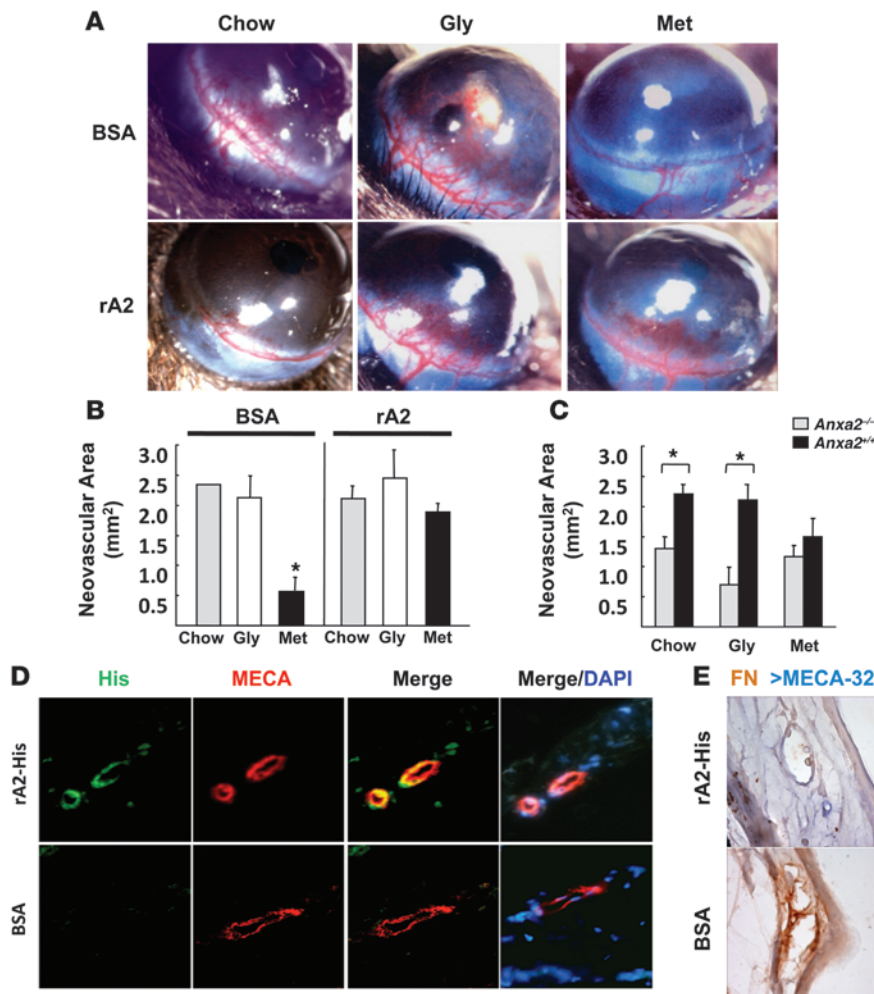 A
Chow
Gly
Met
BSA
rA2
B
BSA
rA2
Neovascular Area
(mm²)
3.0
2.5
2.0
1.5
1.0
0.5
*
Chow
Gly
Met
Chow
Gly
Met
C
Anxa2⁻/⁻
Anxa2⁺/⁺
Neovascular Area
(mm²)
3.0
2.5
2.0
1.5
1.0
0.5
*
*
Chow
Gly
Met
D
His
MECA
Merge
Merge/DAPI
rA2-His
BSA
E
FN >MECA-32
rA2-His
BSA